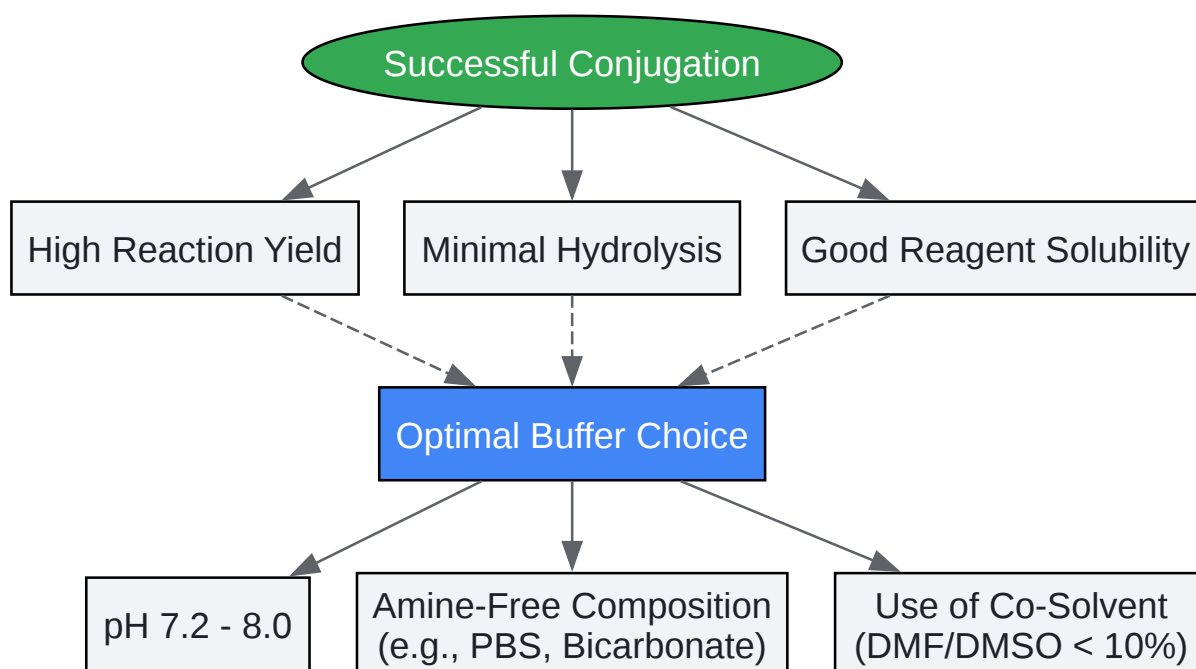 Successful Conjugation
High Reaction Yield
Minimal Hydrolysis
Good Reagent Solubility
Optimal Buffer Choice
pH 7.2 - 8.0
Amine-Free Composition
(e.g., PBS, Bicarbonate)
Use of Co-Solvent
(DMF/DMSO < 10%)